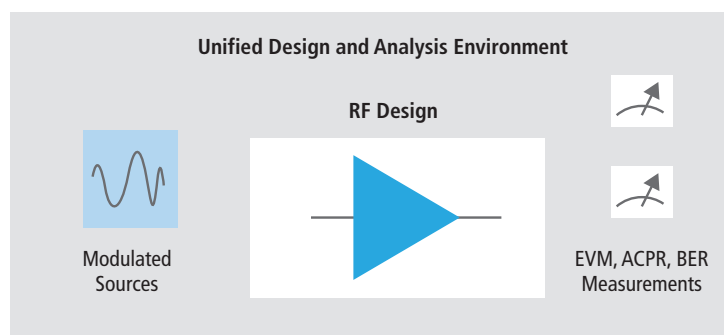 Unified Design and Analysis Environment
RF Design
Modulated
Sources
EVM, ACPR, BER
Measurements